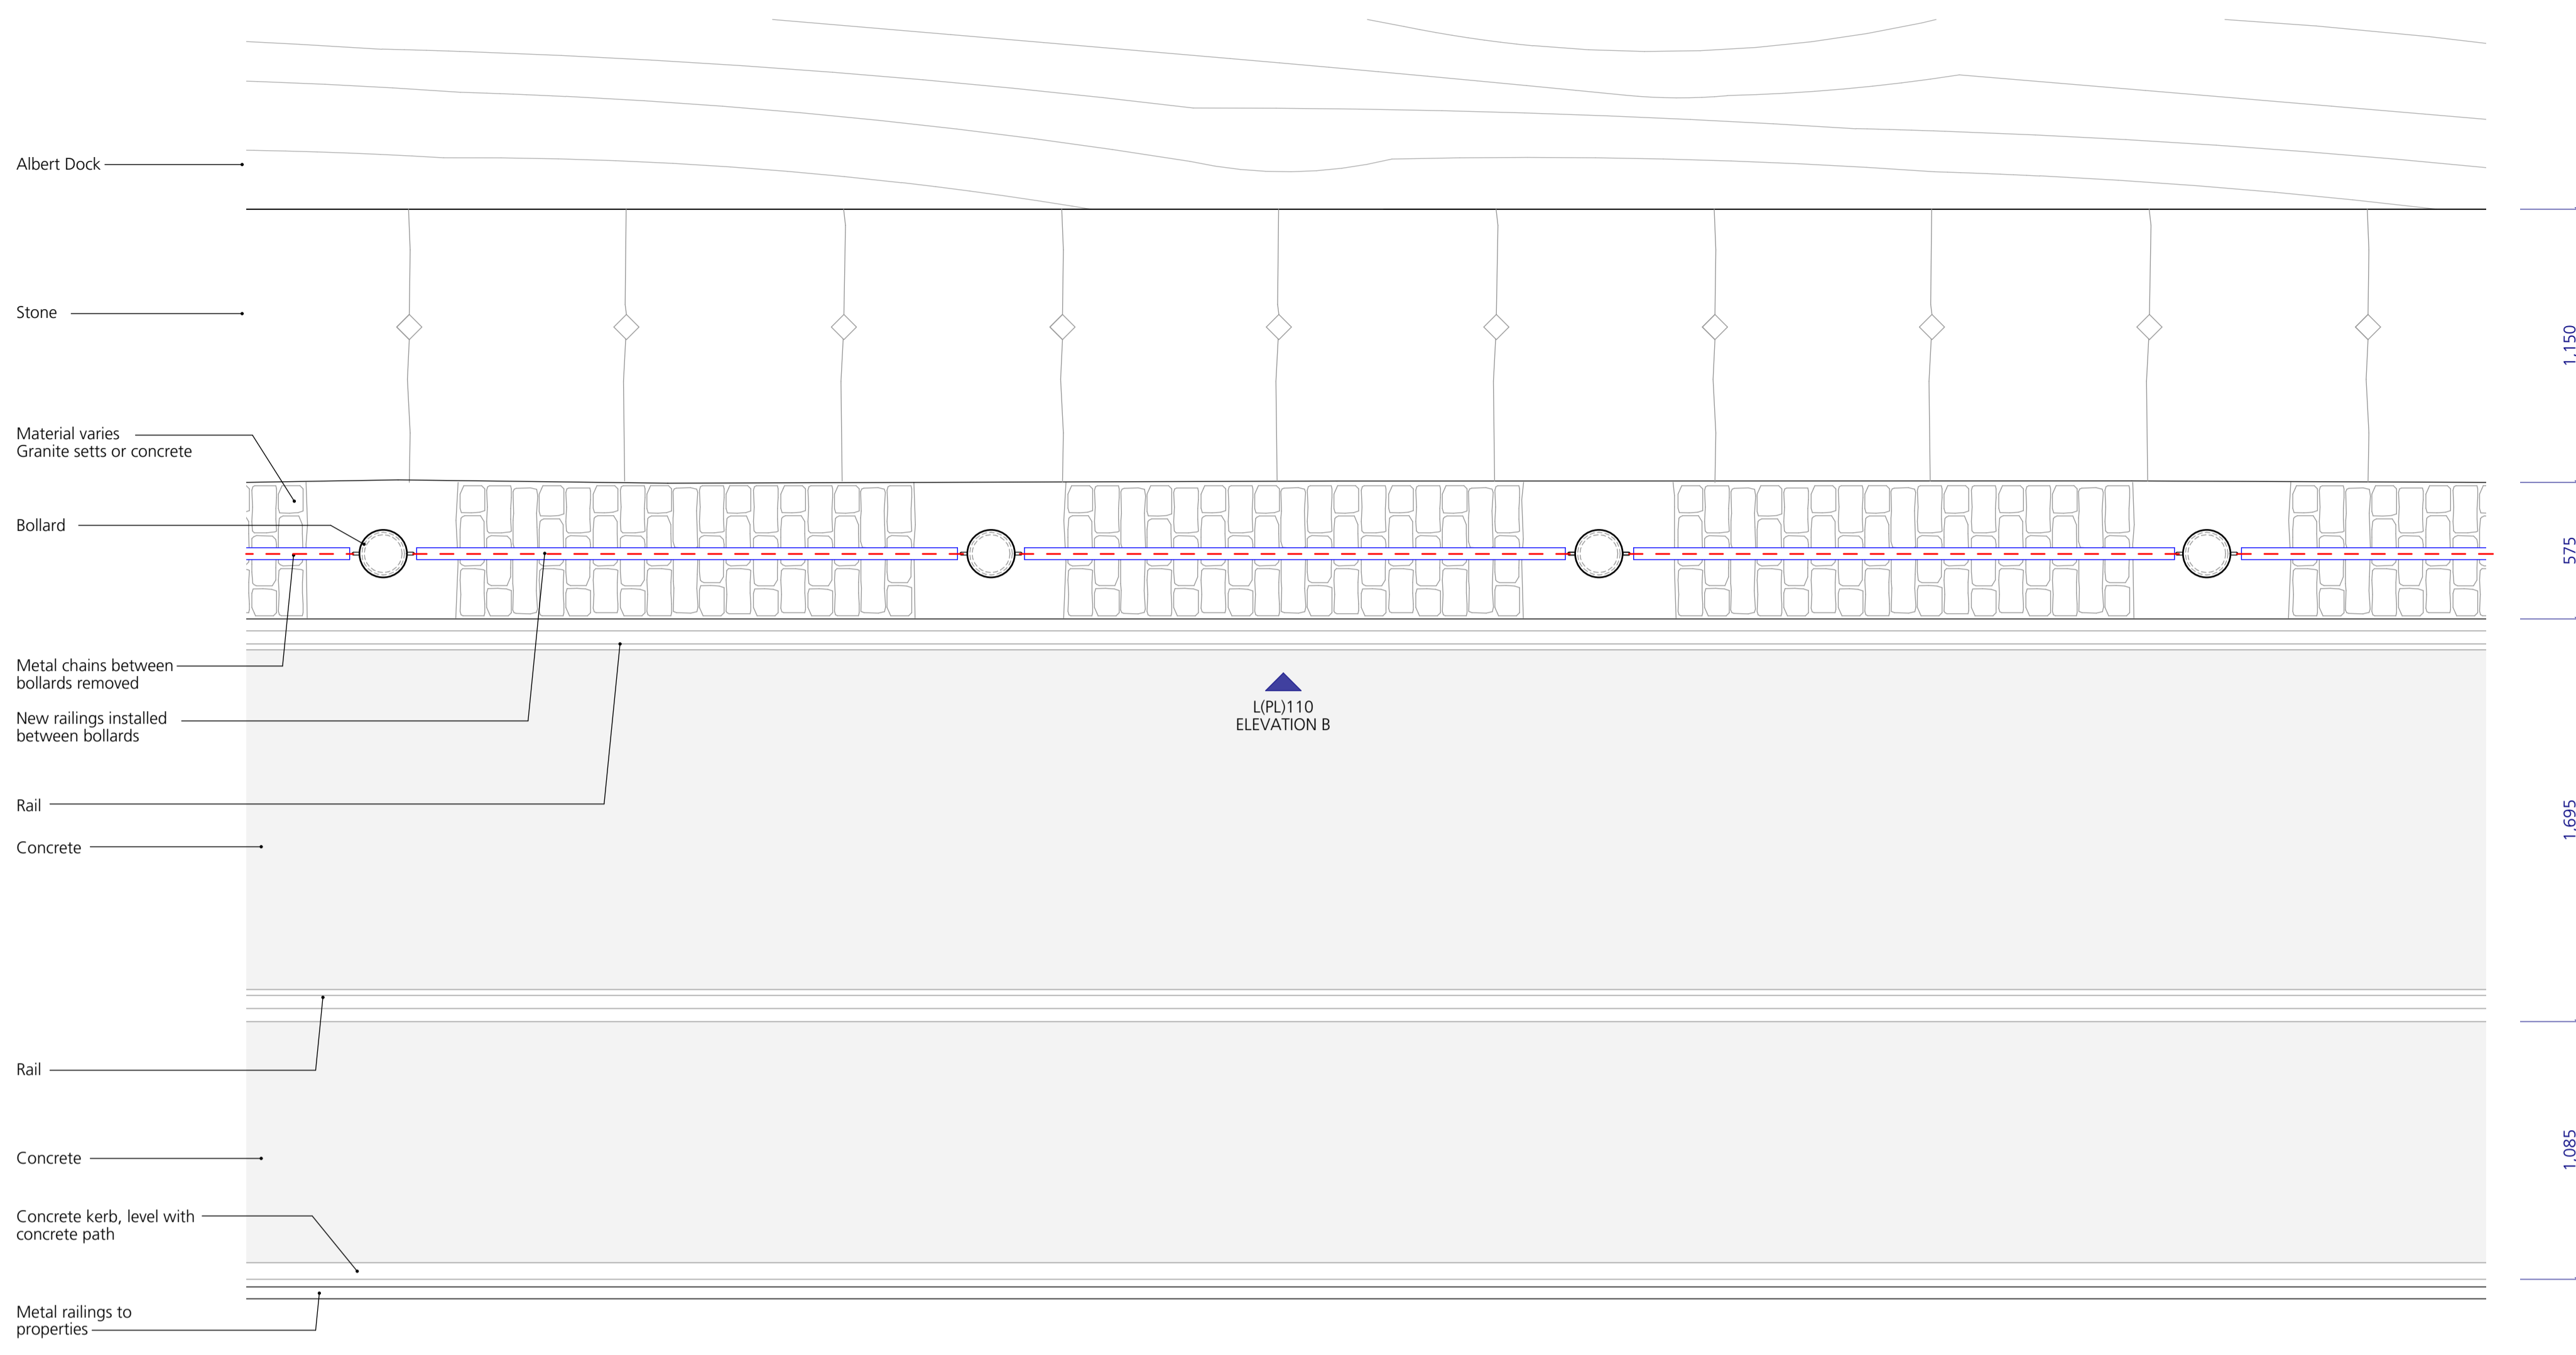 Albert Dock
Stone
1,150
Material varies
Granite setts or concrete
Bollard
575
Metal chains between
bollards removed
New railings installed
between bollards
L(PL)110
ELEVATION B
Rail
1,695
Concrete
Rail
Concrete
1,085
Concrete kerb, level with
concrete path
Metal railings to
properties